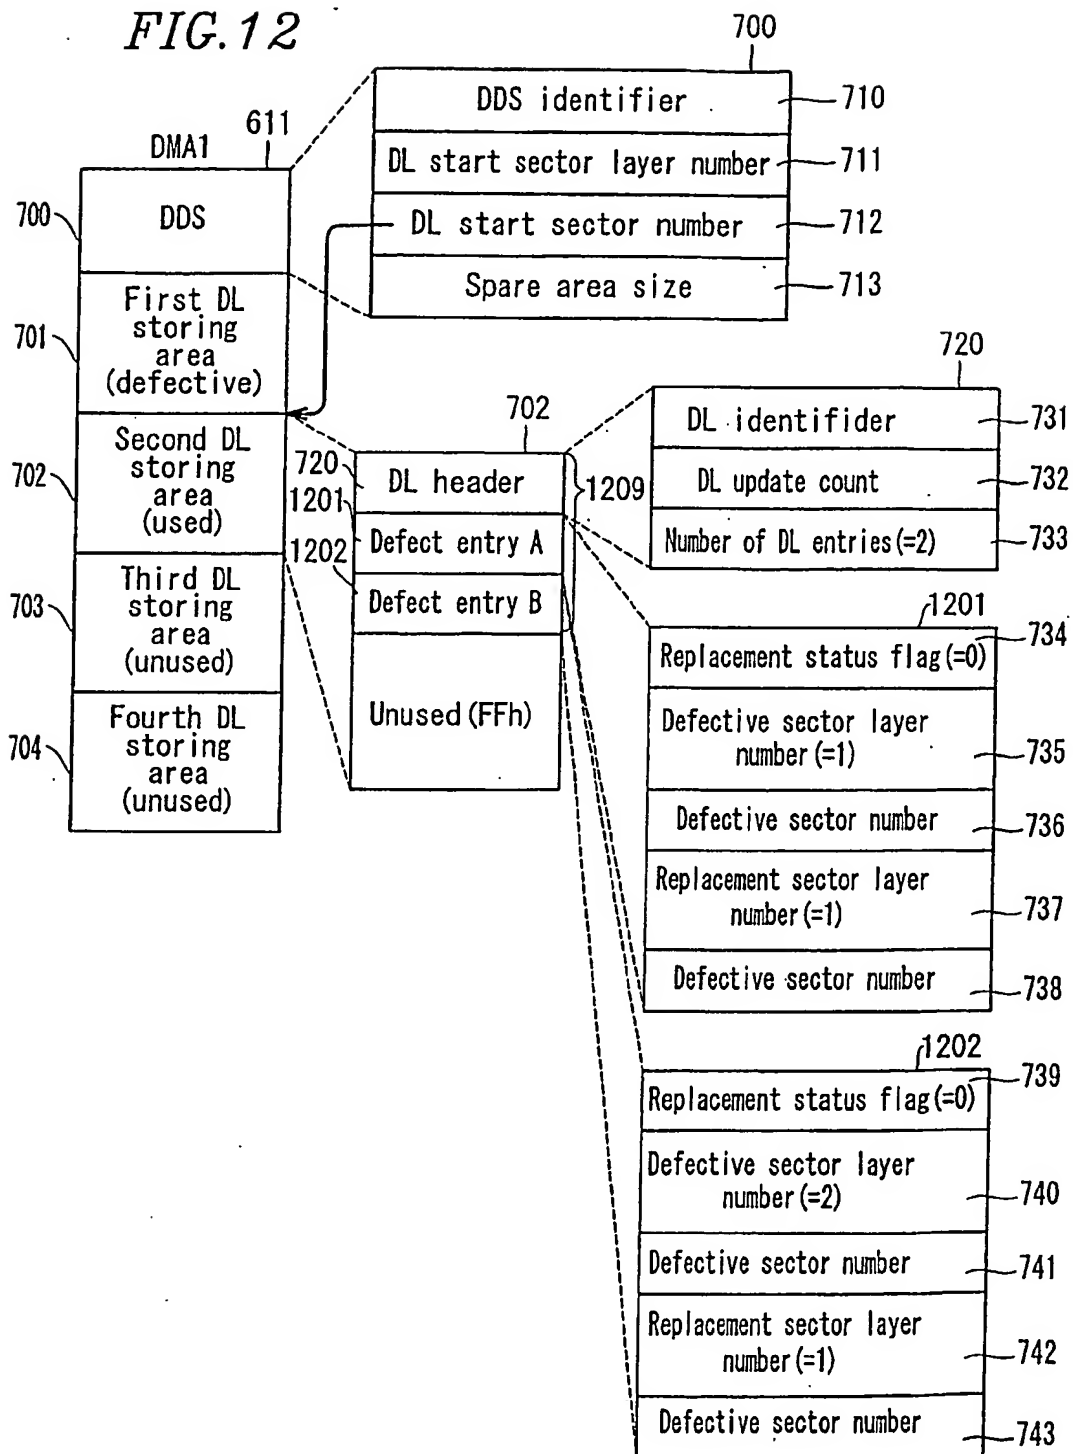 FIG.12
DMA1
611
700
DDS
701
First DL
storing
area
(defective)
702
Second DL
storing
area
(used)
703
Third DL
storing
area
(unused)
704
Fourth DL
storing
area
(unused)
700
DDS identifier
710
DL start sector layer number
711
DL start sector number
712
Spare area size
713
702
720
DL header
1209
1201
Defect entry A
1202
Defect entry B
Unused (FFh)
720
DL identifider
731
DL update count
732
Number of DL entries(=2)
733
1201
Replacement status flag(=0)
734
Defective sector layer
number(=1)
735
Defective sector number
736
Replacement sector layer
number(=1)
737
Defective sector number
738
1202
Replacement status flag(=0)
739
Defective sector layer
number(=2)
740
Defective sector number
741
Replacement sector layer
number(=1)
742
Defective sector number
743